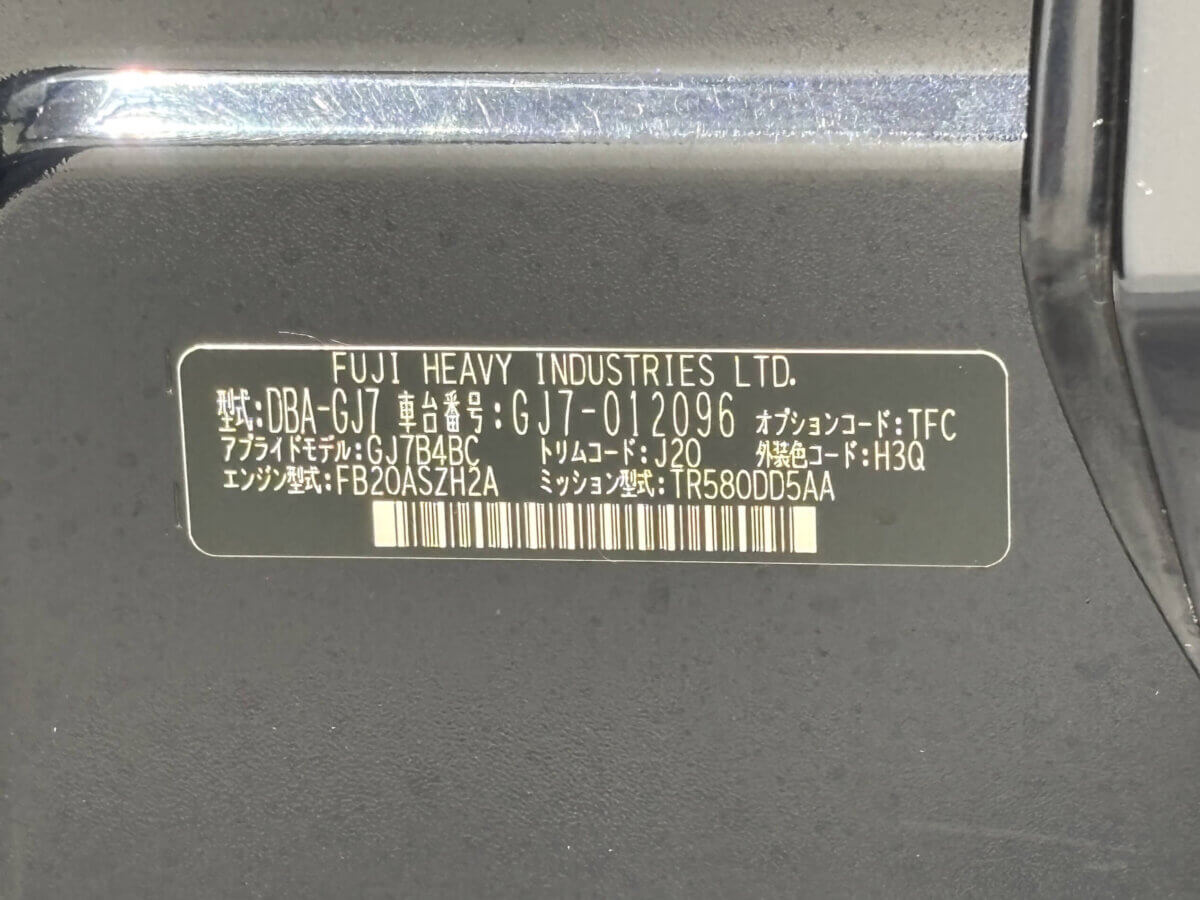 FUJI HEAVY INDUSTRIES LTD.
型式:DBA-GJ7 車台番号:GJ7-012096 オプションコード:TFC
アプライドモデル:GJ7B4BC トリムコード:J20 外装色コード:H3Q
エンジン型式:FB20ASZH2A ミッション型式:TR580DD5AA